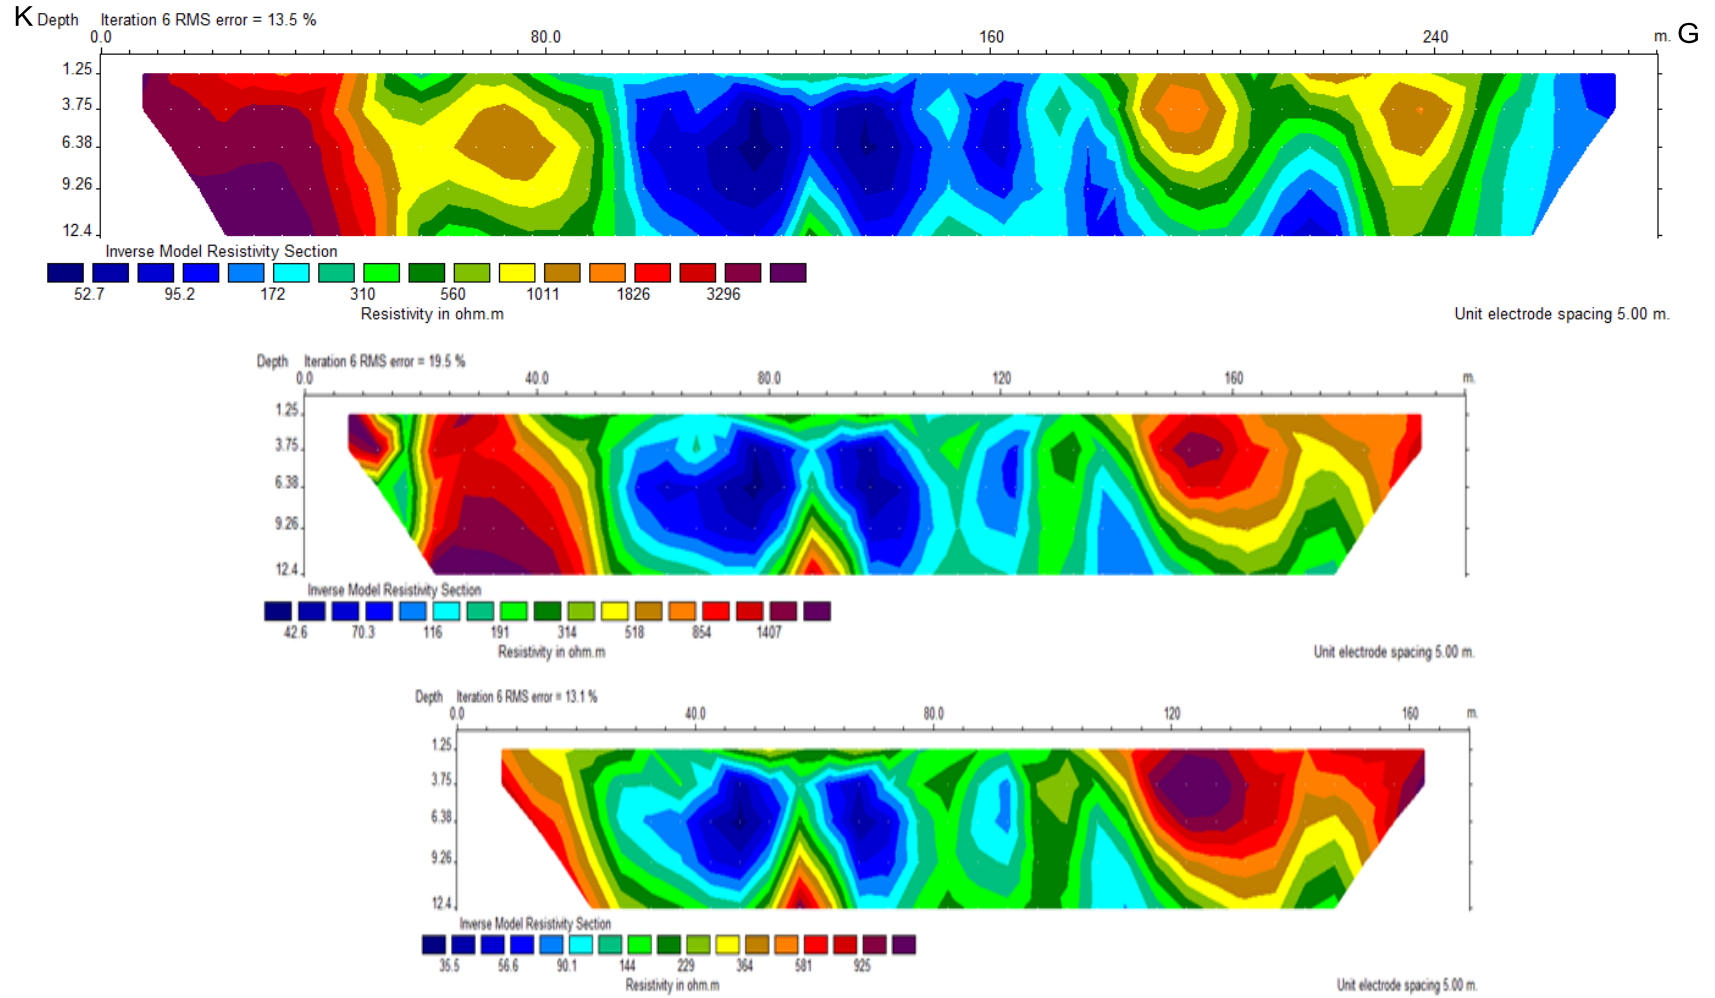 K Depth Iteration 6 RMS error = 13.5 %
0.0 80.0 160 240 m. G
1.25
3.75
6.38
9.26
12.4
Inverse Model Resistivity Section
52.7 95.2 172 310 560 1011 1826 3296
Resistivity in ohm.m Unit electrode spacing 5.00 m.
Depth Iteration 6 RMS error = 19.5 %
0.0 40.0 80.0 120 160 m.
1.25
3.75
6.38
9.26
12.4
Inverse Model Resistivity Section
42.6 70.3 116 191 314 518 854 1407
Resistivity in ohm.m Unit electrode spacing 5.00 m.
Depth Iteration 6 RMS error = 13.1 %
0.0 40.0 80.0 120 160 m.
1.25
3.75
6.38
9.26
12.4
Inverse Model Resistivity Section
35.5 56.6 90.1 144 229 364 581 925
Resistivity in ohm.m Unit electrode spacing 5.00 m.